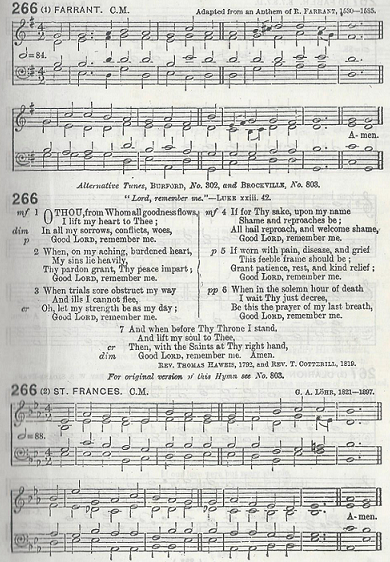 266 (1) FARRANT. C.M. Adapted from an Anthem of R. FARRANT, 1530—1585.
=84.
A-men.
Alternative Tunes, BURFORD, No. 302, and BROCKVILLE, No. 803.
266 "Lord, remember me."—LUKE xxiii. 42.
mf 1 O THOU, from Whom all goodness flows,
I lift my heart to Thee;
dim In all my sorrows, conflicts, woes,
p Good LORD, remember me.
2 When, on my aching, burdened heart,
My sins lie heavily,
Thy pardon grant, Thy peace impart;
Good LORD, remember me.
3 When trials sore obstruct my way
And ills I cannot flee,
cr Oh, let my strength be as my day;
Good LORD, remember me.
mf 4 If for Thy sake, upon my name
Shame and reproaches be;
All hail reproach, and welcome shame,
Good LORD, remember me.
p 5 If worn with pain, disease, and grief
This feeble frame should be;
Grant patience, rest, and kind relief;
Good LORD, remember me.
pp 6 When in the solemn hour of death
I wait Thy just decree,
Be this the prayer of my last breath,
Good LORD, remember me.
7 And when before Thy Throne I stand,
And lift my soul to Thee,
cr Then, with the Saints at Thy right hand,
dim Good LORD, remember me. Amen.
REV. THOMAS HAWEIS, 1792, and REV. T. COTTERILL, 1819.
For original version of this Hymn see No. 803.
266 (2) ST. FRANCES. C.M. G. A. LÖHR, 1821—1897.
=88.
A-men.